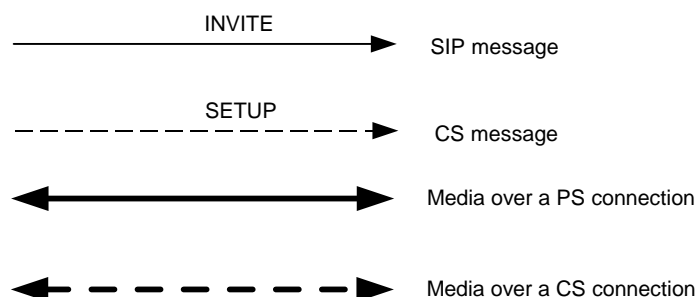 INVITE
SIP message
SETUP
CS message
Media over a PS connection
Media over a CS connection